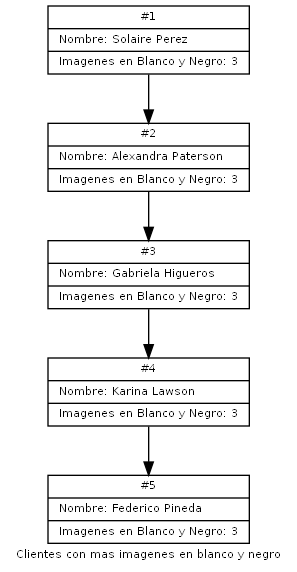 #1
Nombre: Solaire Perez
Imagenes en Blanco y Negro: 3
#2
Nombre: Alexandra Paterson
Imagenes en Blanco y Negro: 3
#3
Nombre: Gabriela Higueros
Imagenes en Blanco y Negro: 3
#4
Nombre: Karina Lawson
Imagenes en Blanco y Negro: 3
#5
Nombre: Federico Pineda
Imagenes en Blanco y Negro: 3
Clientes con mas imagenes en blanco y negro